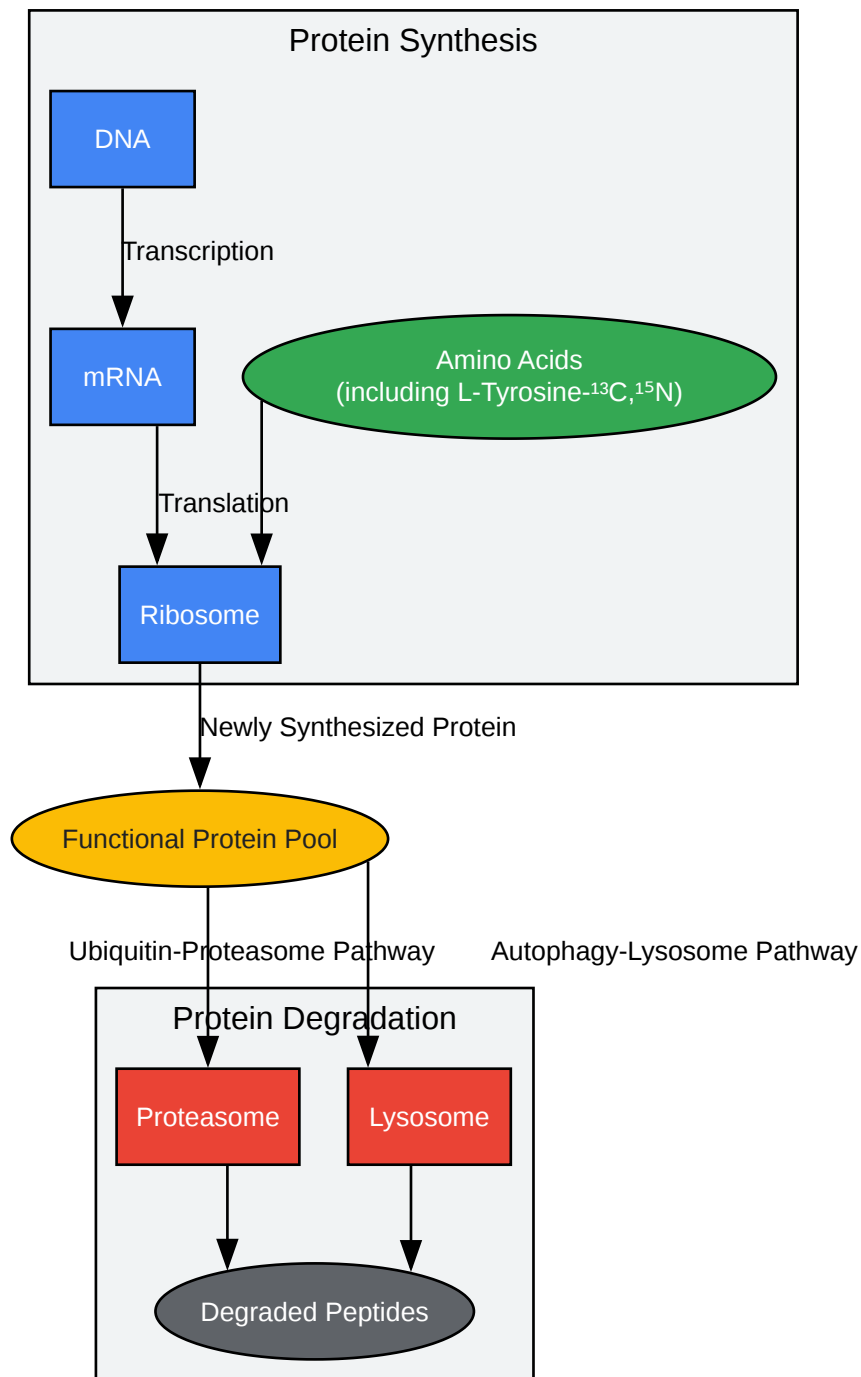 Protein Synthesis
DNA
Transcription
mRNA
Amino Acids
(including L-Tyrosine-¹³C,¹⁵N)
Translation
Ribosome
Newly Synthesized Protein
Functional Protein Pool
Ubiquitin-Proteasome Pathway
Autophagy-Lysosome Pathway
Protein Degradation
Proteasome
Lysosome
Degraded Peptides